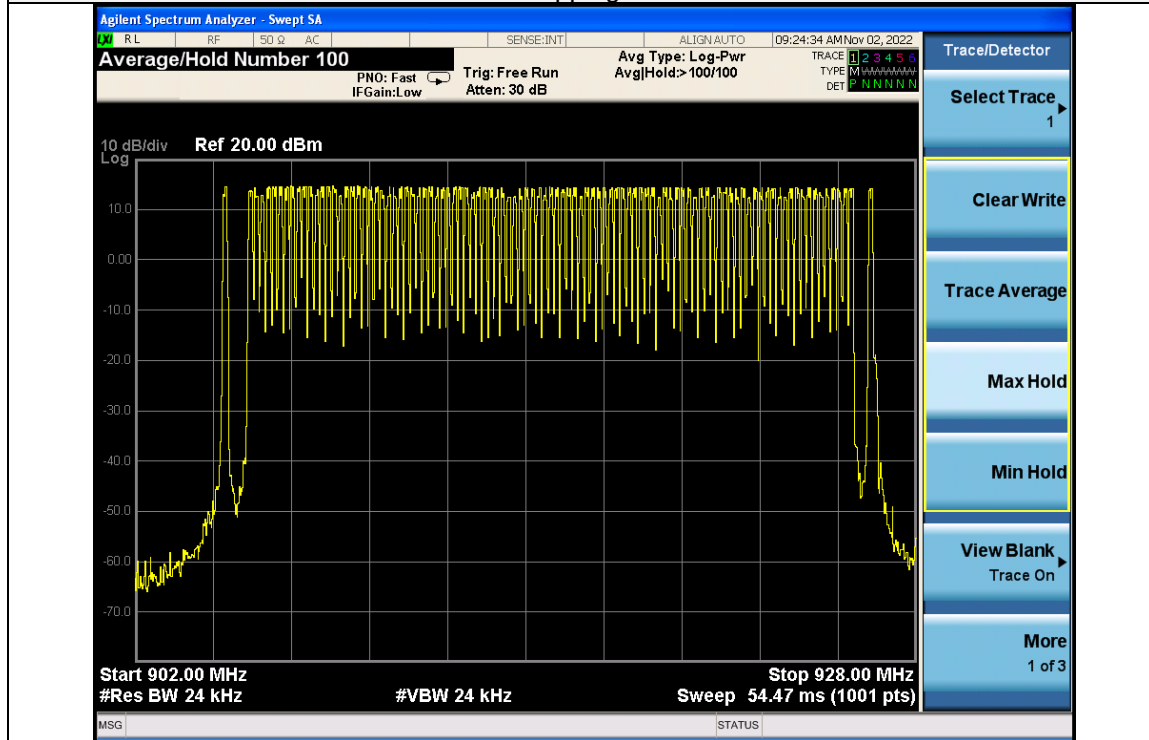 Agilent Spectrum Analyzer - Swept SA
LXI RL RF 50 Ω AC SENSE:INT ALIGN AUTO 09:24:34 AM Nov 02, 2022
Average/Hold Number 100
PNO: Fast
IFGain:Low
Trig: Free Run
Atten: 30 dB
Avg Type: Log-Pwr
Avg|Hold:>100/100
TRACE 1 2 3 4 5 6
TYPE M
DET P N N N N N
10 dB/div Ref 20.00 dBm
Log
10.0
0.00
-10.0
-20.0
-30.0
-40.0
-50.0
-60.0
-70.0
Start 902.00 MHz Stop 928.00 MHz
#Res BW 24 kHz #VBW 24 kHz Sweep 54.47 ms (1001 pts)
MSG STATUS
Trace/Detector
Select Trace
1
Clear Write
Trace Average
Max Hold
Min Hold
View Blank
Trace On
More
1 of 3